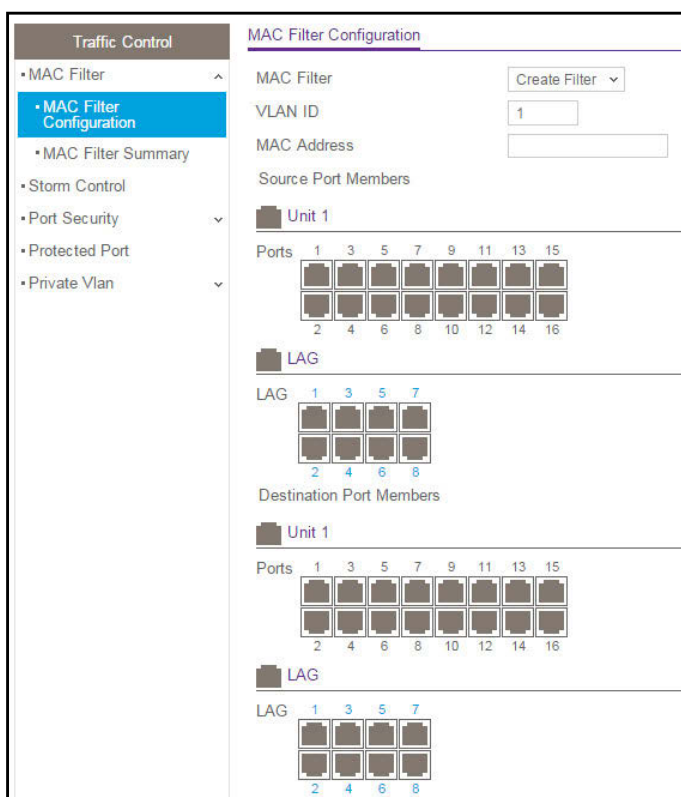 Traffic Control
MAC Filter
MAC Filter
Configuration
MAC Filter Summary
Storm Control
Port Security
Protected Port
Private Vlan
MAC Filter Configuration
MAC Filter Create Filter
VLAN ID 1
MAC Address
Source Port Members
Unit 1
Ports 1 3 5 7 9 11 13 15
2 4 6 8 10 12 14 16
LAG
LAG 1 3 5 7
2 4 6 8
Destination Port Members
Unit 1
Ports 1 3 5 7 9 11 13 15
2 4 6 8 10 12 14 16
LAG
LAG 1 3 5 7
2 4 6 8